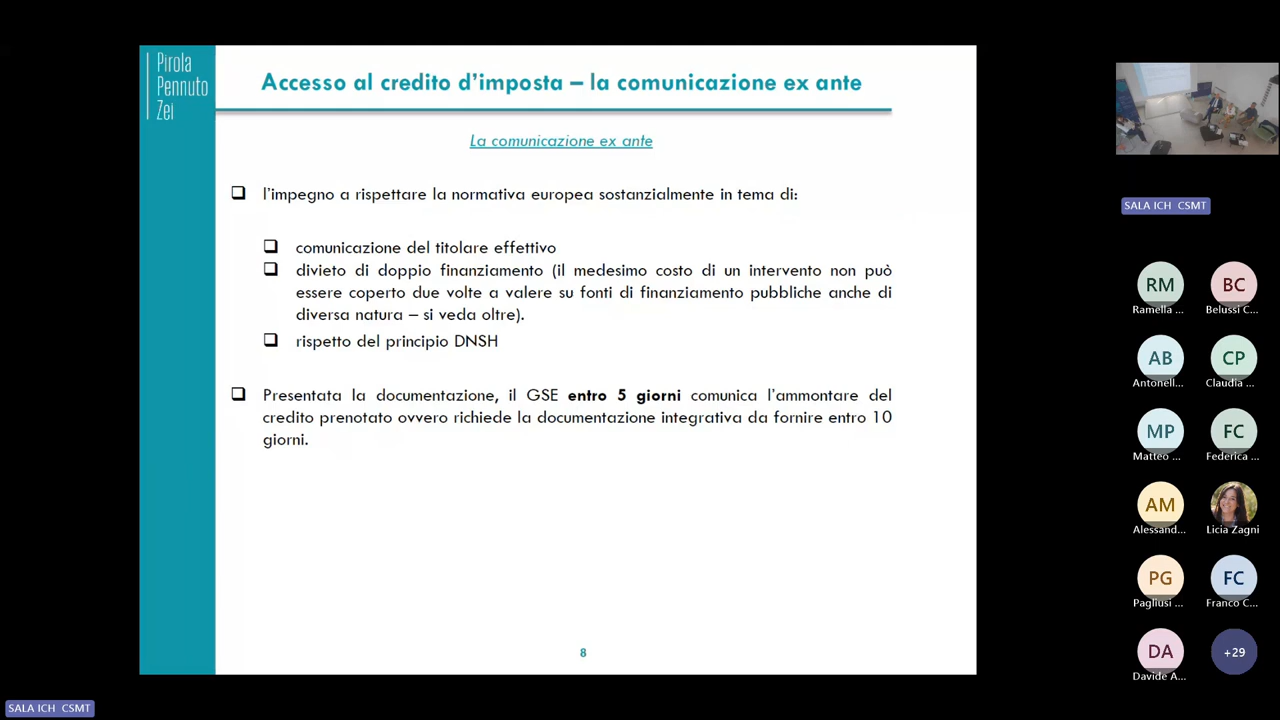 Pirola
Pennuto
Zei
Accesso al credito d’imposta – la comunicazione ex ante
La comunicazione ex ante
l’impegno a rispettare la normativa europea sostanzialmente in tema di:
comunicazione del titolare effettivo
divieto di doppio finanziamento (il medesimo costo di un intervento non può
essere coperto due volte a valere su fonti di finanziamento pubbliche anche di
diversa natura – si veda oltre).
rispetto del principio DNSH
Presentata la documentazione, il GSE entro 5 giorni comunica l’ammontare del
credito prenotato ovvero richiede la documentazione integrativa da fornire entro 10
giorni.
8
SALA ICH CSMT
RM
Ramella ...
BC
Belussi C...
AB
Antonell...
CP
Claudia ...
MP
Matteo ...
FC
Federica ...
AM
Alessand...
Licia Zagni
PG
Pagliusi ...
FC
Franco C...
DA
Davide A...
+29
SALA ICH CSMT